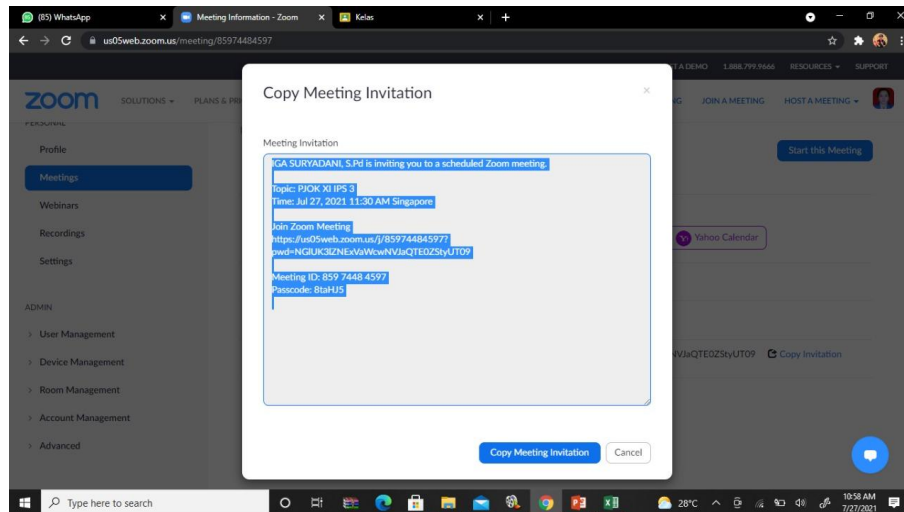 (85) WhatsApp
Meeting Information - Zoom
Kelas
us05web.zoom.us/meeting/85974484597
T A DEMO 1.888.799.9666 RESOURCES SUPPORT
zoom SOLUTIONS PLANS & PRI NG JOIN A MEETING HOST A MEETING
PERSONAL
Profile
Meetings
Webinars
Recordings
Settings
ADMIN
User Management
Device Management
Room Management
Account Management
Advanced
Copy Meeting Invitation
Meeting Invitation
IGA SURYADANI, S.Pd is inviting you to a scheduled Zoom meeting.
Topic: PJOK XI IPS 3
Time: Jul 27, 2021 11:30 AM Singapore
Join Zoom Meeting
https://us05web.zoom.us/j/85974484597?
pwd=NGlUK3lZNExVaWcwNVJaQTE0ZStyUT09
Meeting ID: 859 7448 4597
Passcode: 8taHJ5
Copy Meeting Invitation Cancel
Start this Meeting
Yahoo Calendar
NVJaQTE0ZStyUT09 Copy Invitation
Type here to search
28°C
10:58 AM
7/27/2021